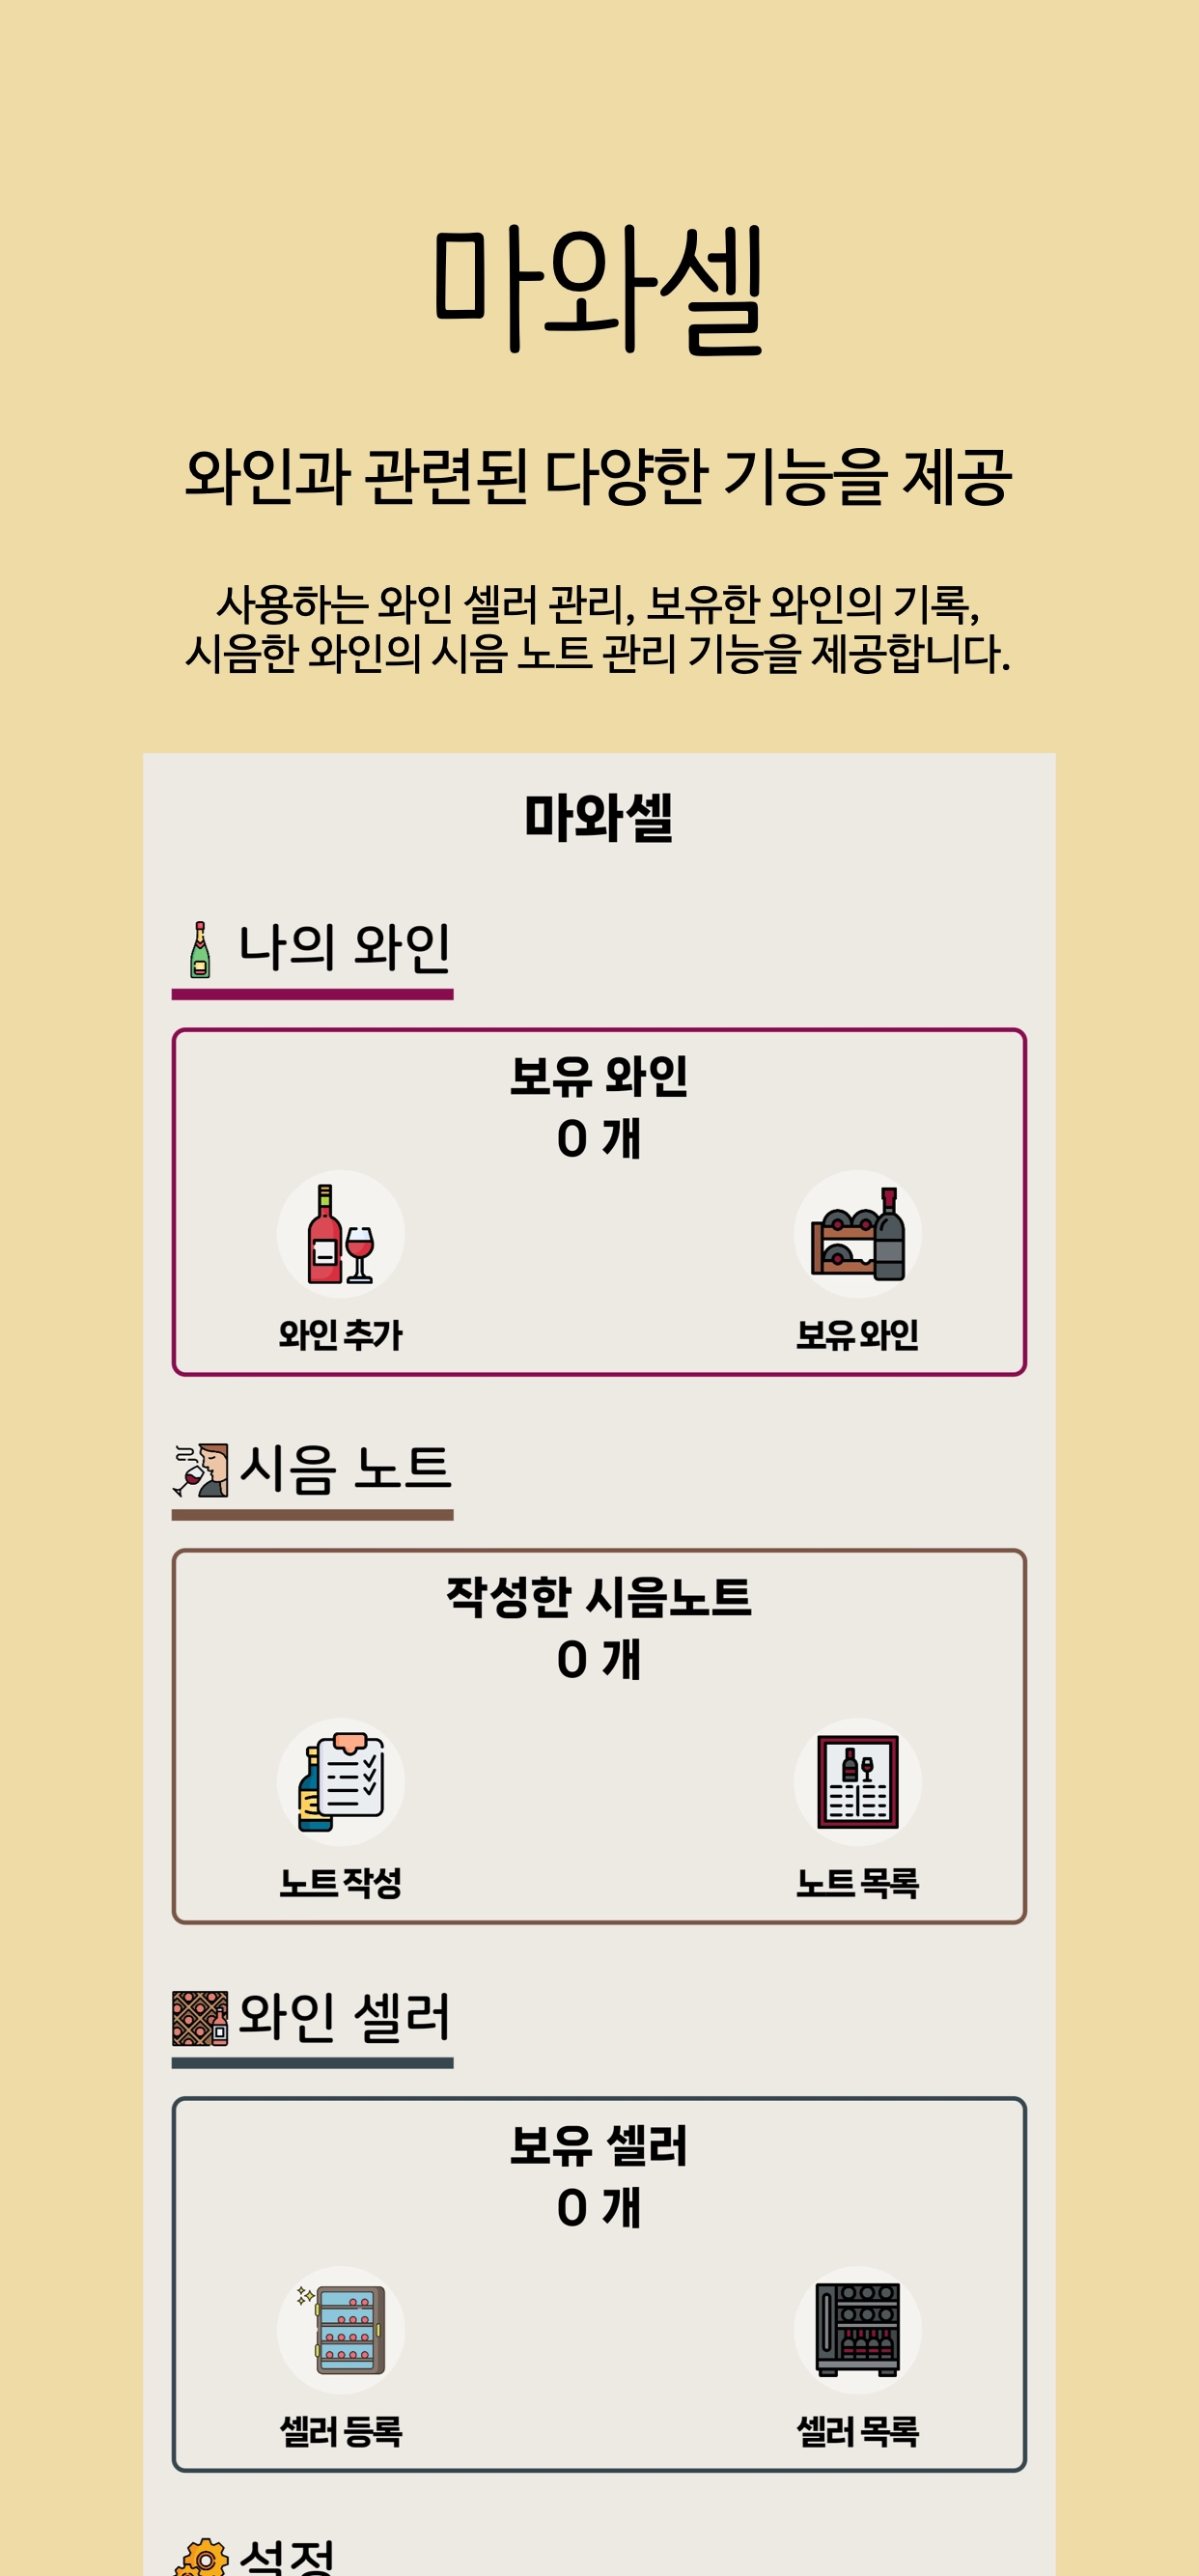 마와셀
와인과 관련된 다양한 기능을 제공
사용하는 와인 셀러 관리, 보유한 와인의 기록,
시음한 와인의 시음 노트 관리 기능을 제공합니다.
마와셀
나의 와인
보유 와인
0 개
와인 추가
보유 와인
시음 노트
작성한 시음노트
0 개
노트 작성
노트 목록
와인 셀러
보유 셀러
0 개
셀러 등록
셀러 목록
설정